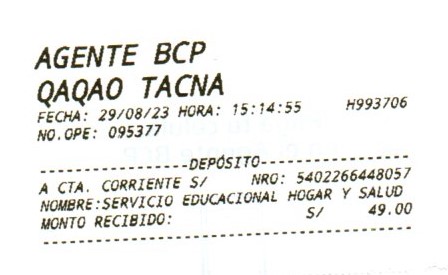 AGENTE BCP
QAQAO TACNA
FECHA: 29/08/23 HORA: 15:14:55 H993706
NO.OPE: 095377
DEPÓSITO
A CTA. CORRIENTE S/ NRO: 5402266448057
NOMBRE:SERVICIO EDUCACIONAL HOGAR Y SALUD
MONTO RECIBIDO: S/ 49.00